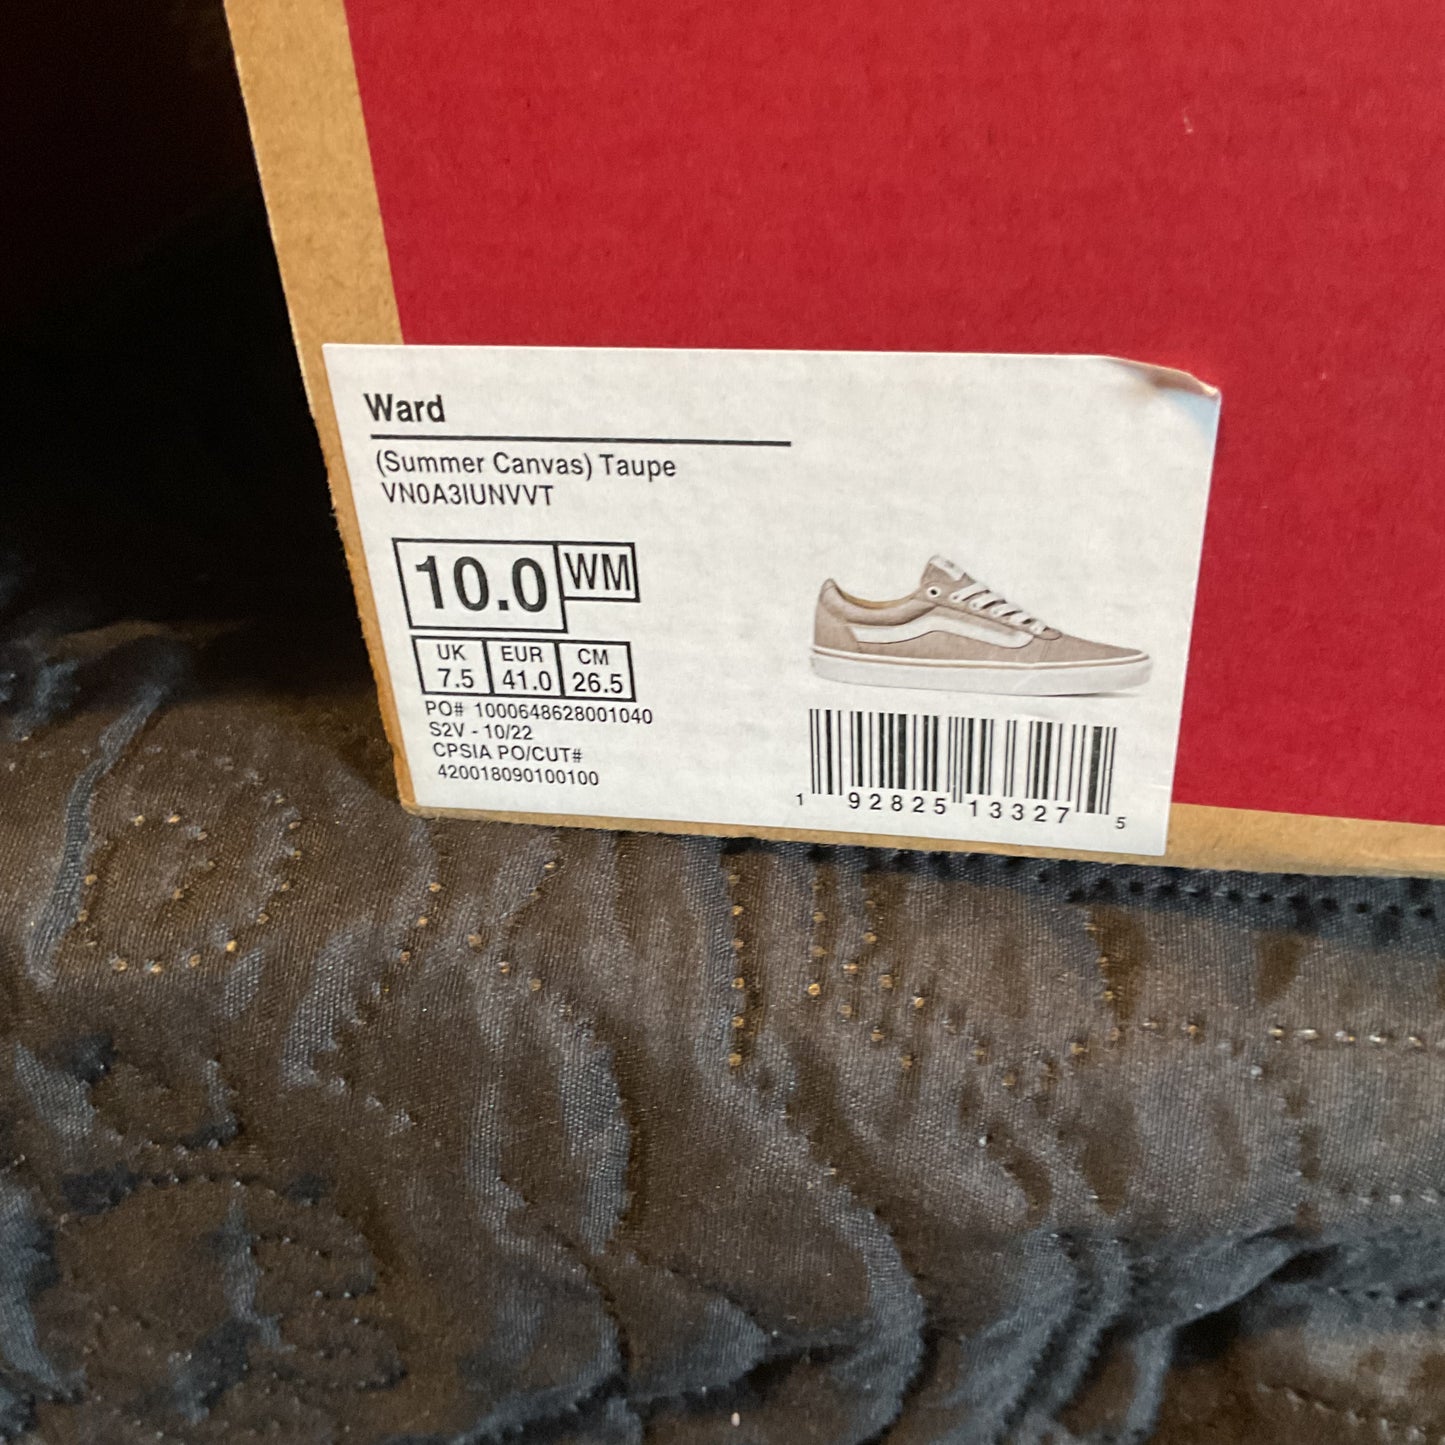 Ward
(Summer Canvas) Taupe
VN0A3IUNVVT
10.0 WM
UK EUR CM
7.5 41.0 26.5
PO# 1000648628001040
S2V - 10/22
CPSIA PO/CUT#
420018090100100
1 92825 13327 5